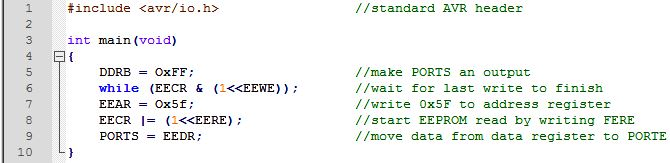 1 #include <avr/io.h> //standard AVR header
2
3 int main(void)
4 {
5 DDRB = OxFF; //make PORTS an output
6 while (EECR & (1<<EEWE)); //wait for last write to finish
7 EEAR = Ox5f; //write 0x5F to address register
8 EECR |= (1<<EERE); //start EEPROM read by writing FERE
9 PORTS = EEDR; //move data from data register to PORTE
10 }